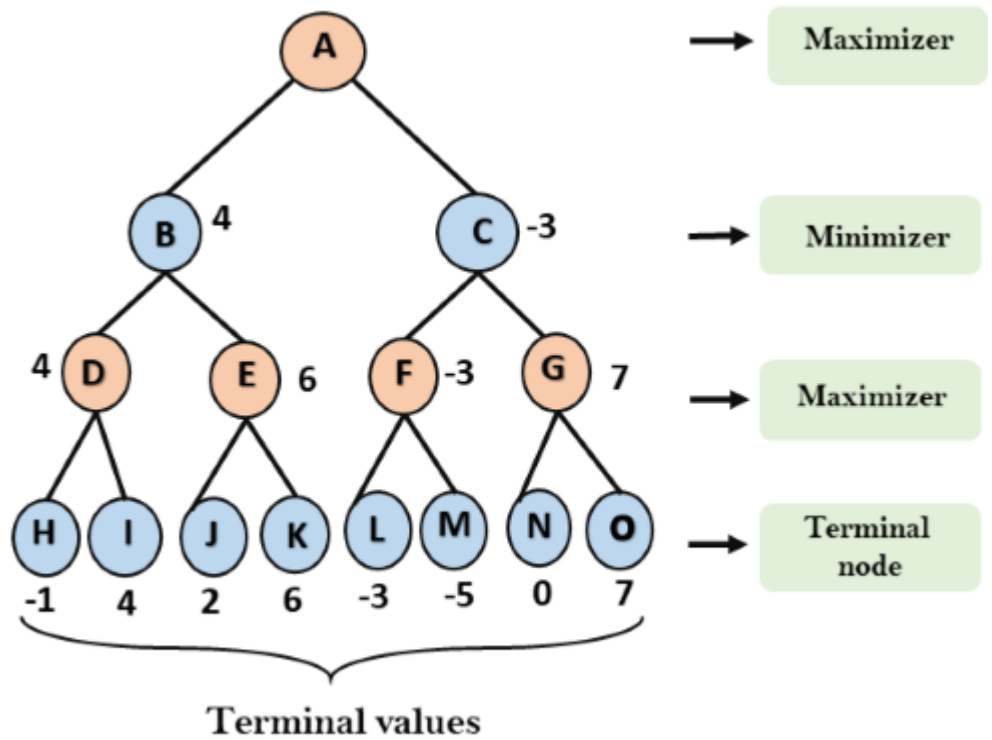 A
Maximizer
B 4
C -3
Minimizer
4 D
E 6
F -3
G 7
Maximizer
H I J K L M N O
Terminal
node
-1 4 2 6 -3 -5 0 7
Terminal values